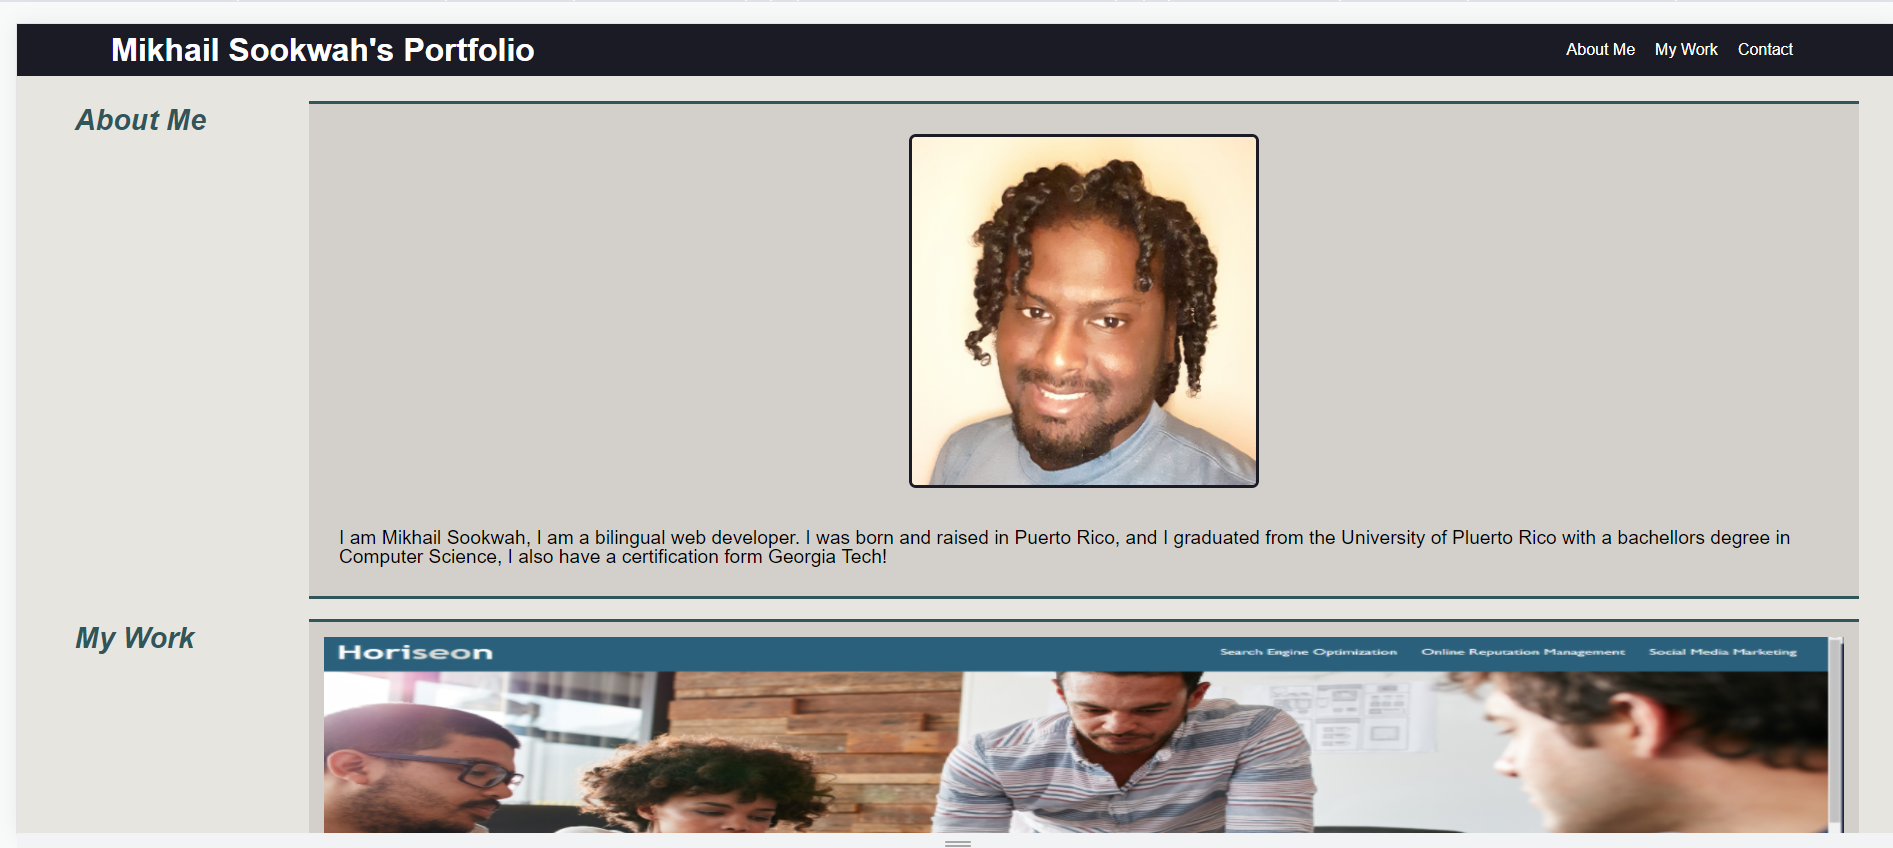 Mikhail Sookwah's Portfolio
About Me My Work Contact
About Me
I am Mikhail Sookwah, I am a bilingual web developer. I was born and raised in Puerto Rico, and I graduated from the University of Pluerto Rico with a bachellors degree in
Computer Science, I also have a certification form Georgia Tech!
My Work
Horiseon
Search Engine Optimization Online Reputation Management Social Media Marketing